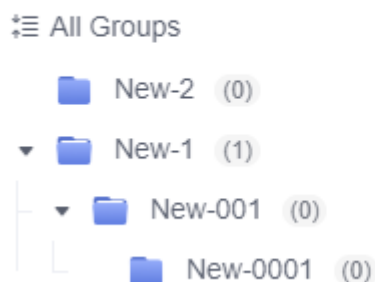 All Groups
New-2 (0)
New-1 (1)
New-001 (0)
New-0001 (0)